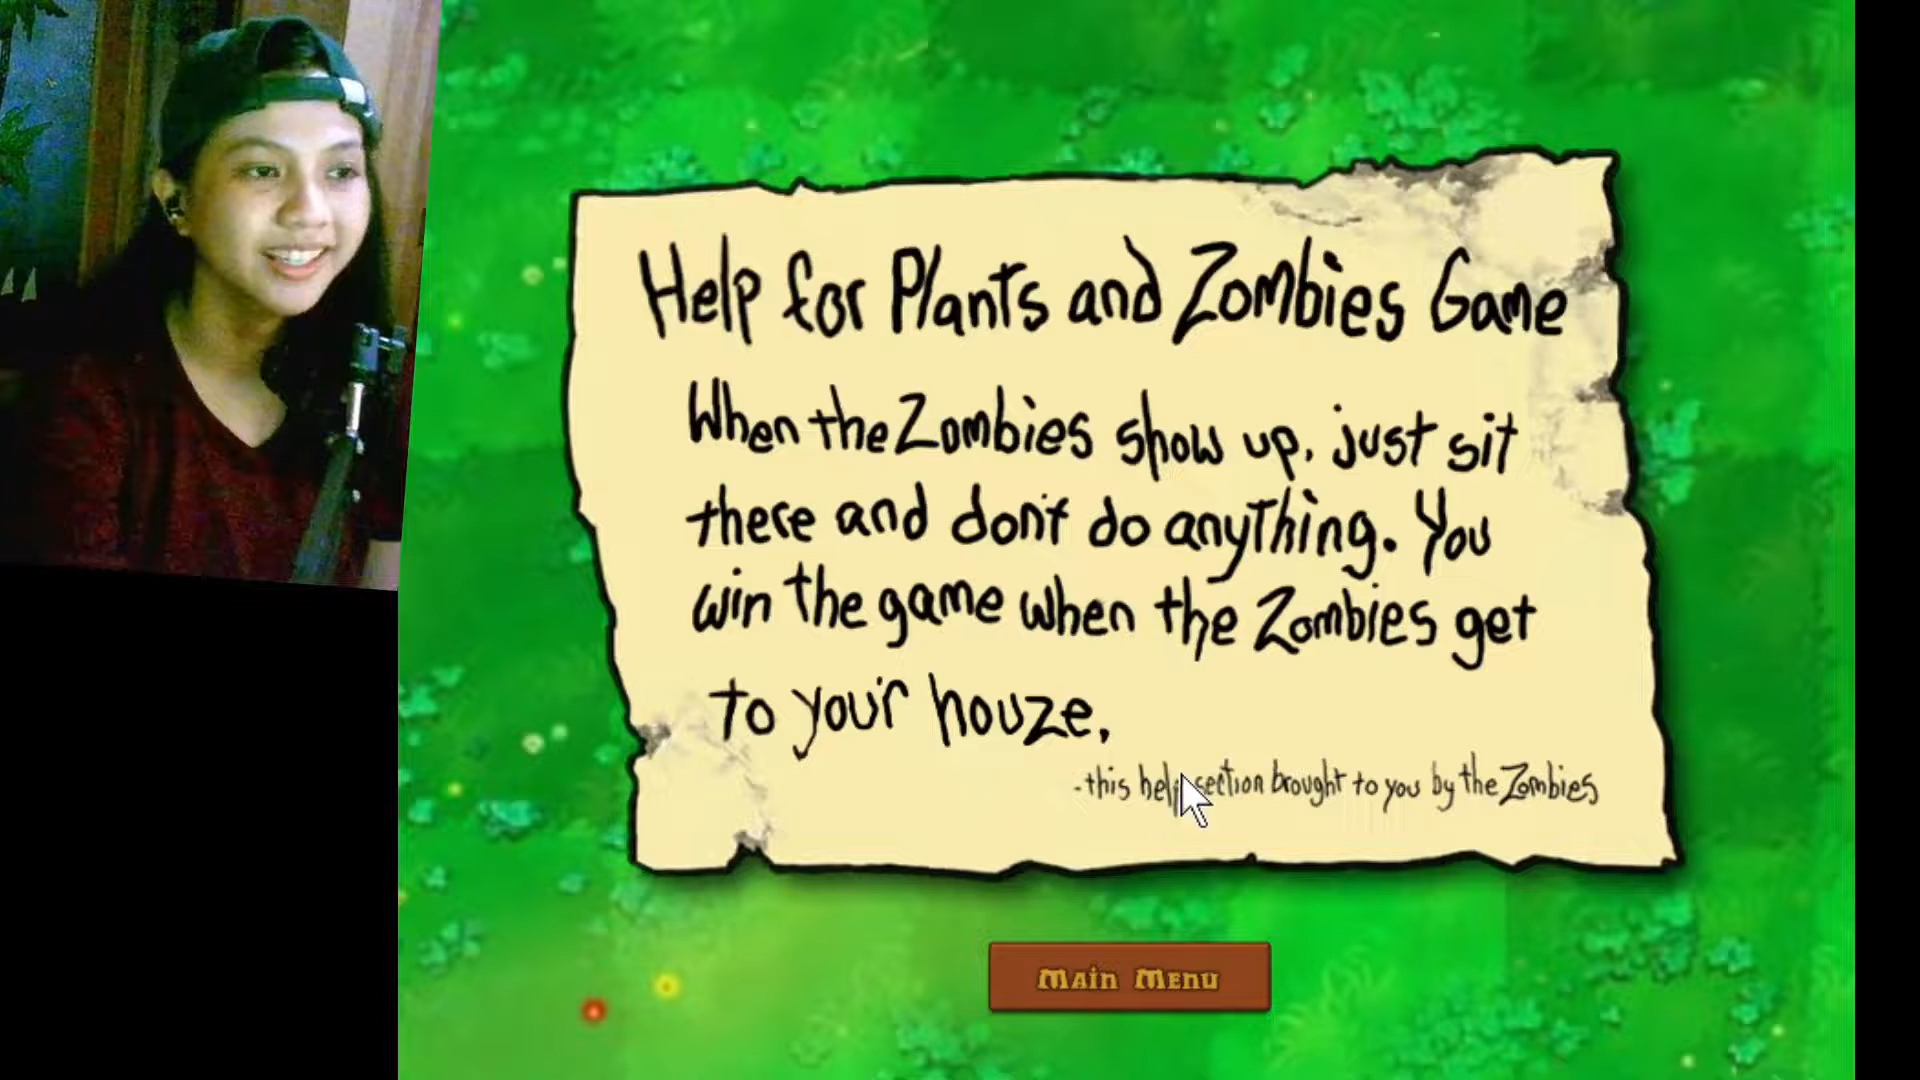 Help for Plants and Zombies Game
When the Zombies show up, just sit
there and don't do anything. You
win the game when the Zombies get
to your houze.
-this help section brought to you by the Zombies
Main Menu